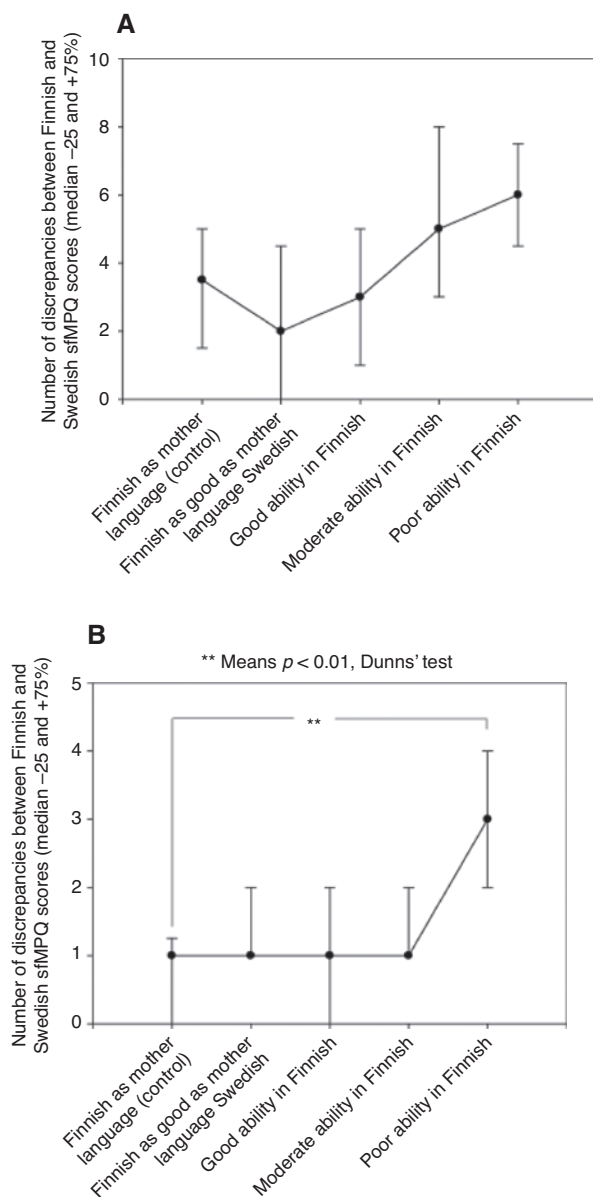 A
Number of discrepancies between Finnish and
Swedish sfMPQ scores (median –25 and +75%)
10
8
6
4
2
0
Finnish as mother
language (control)
Finnish as good as mother
language Swedish
Good ability in Finnish
Moderate ability in Finnish
Poor ability in Finnish
B
** Means p < 0.01, Dunns' test
Number of discrepancies between Finnish and
Swedish sfMPQ scores (median –25 and +75%)
5
4
3
2
1
0
**
Finnish as mother
language (control)
Finnish as good as mother
language Swedish
Good ability in Finnish
Moderate ability in Finnish
Poor ability in Finnish